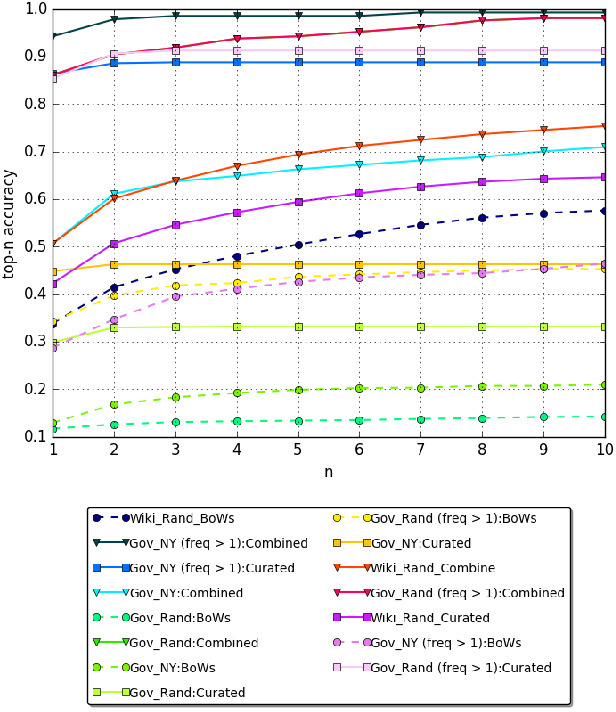 1.0
0.9
0.8
0.7
0.6
0.5
0.4
0.3
0.2
0.1
top-n accuracy
1 2 3 4 5 6 7 8 9 10
n
Wiki_Rand_BoWs Gov_Rand (freq > 1):BoWs
Gov_NY (freq > 1):Combined Gov_NY:Curated
Gov_NY (freq > 1):Curated Wiki_Rand_Combine
Gov_NY:Combined Gov_Rand (freq > 1):Combined
Gov_Rand:BoWs Wiki_Rand_Curated
Gov_Rand:Combined Gov_NY (freq > 1):BoWs
Gov_NY:BoWs Gov_Rand (freq > 1):Curated
Gov_Rand:Curated